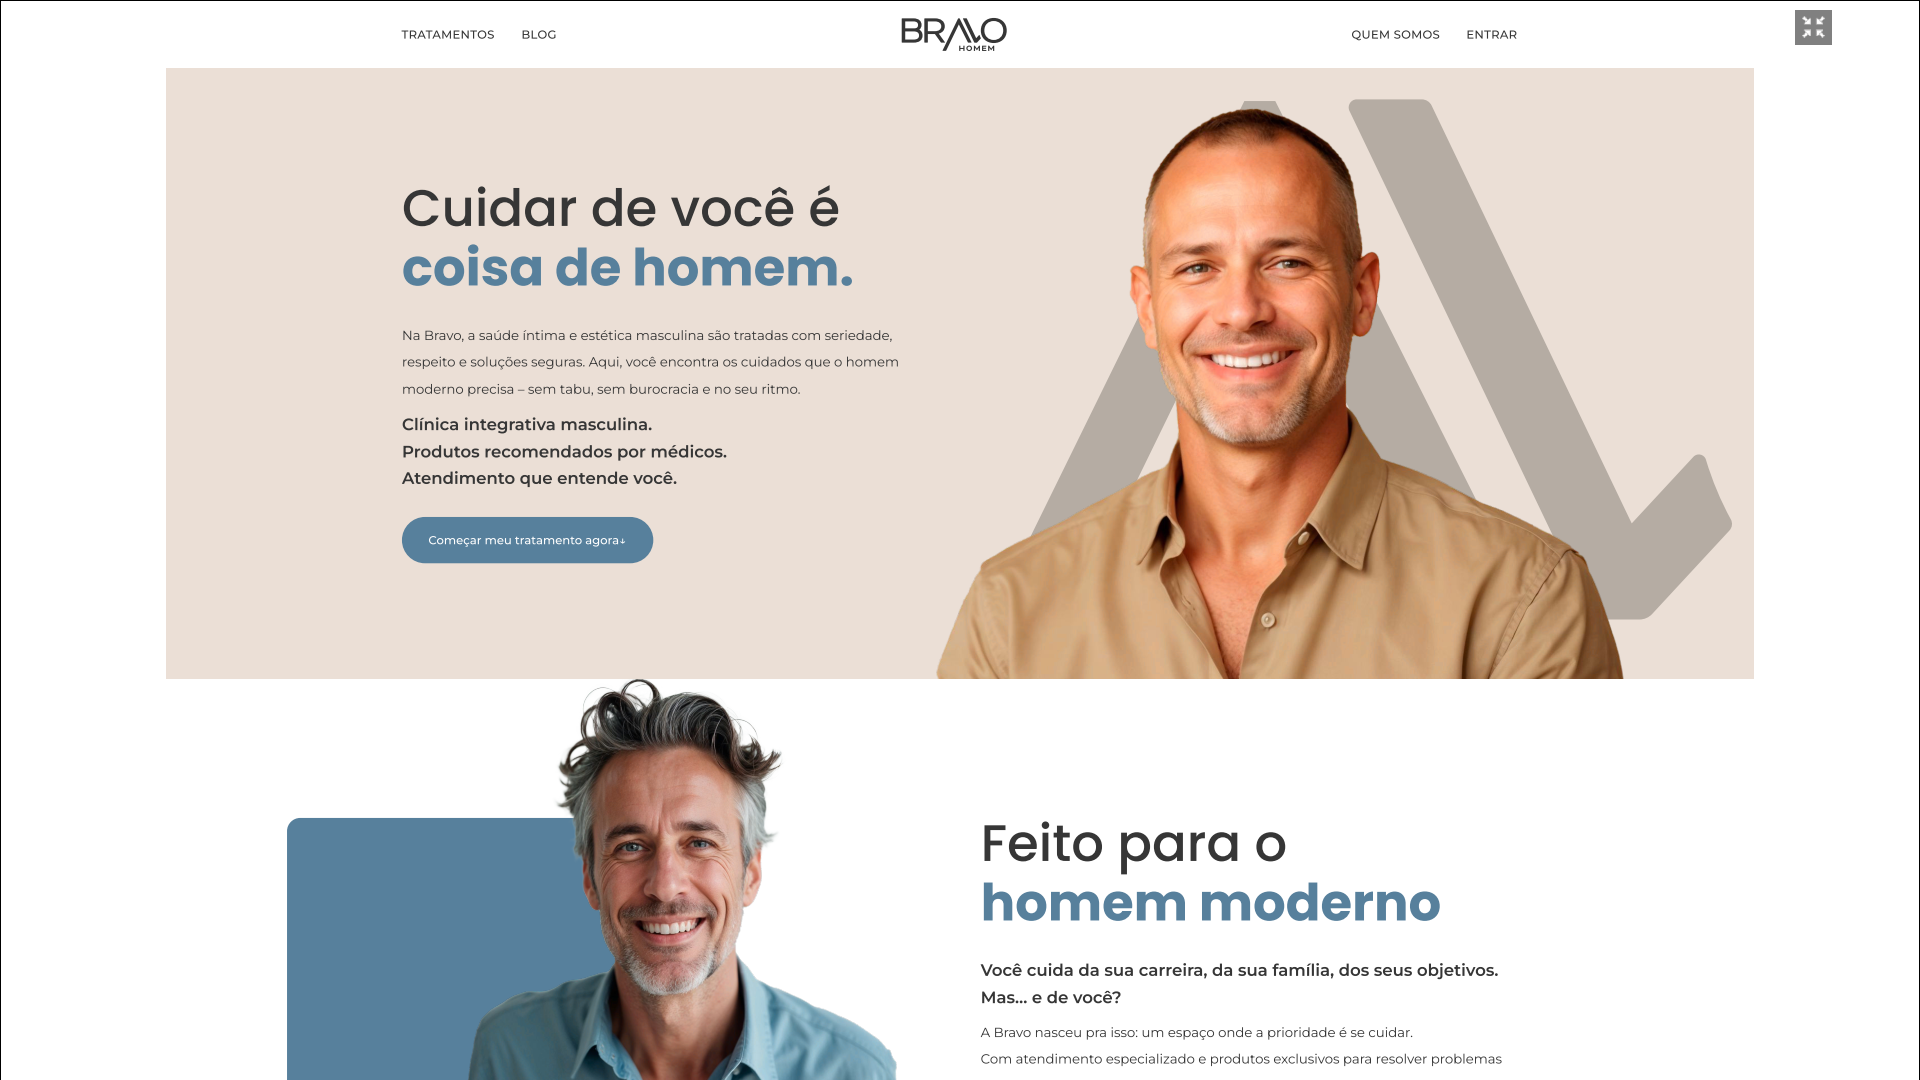 TRATAMENTOS BLOG
BRAVO
HOMEM
QUEM SOMOS ENTRAR
Cuidar de você é
coisa de homem.
Na Bravo, a saúde íntima e estética masculina são tratadas com seriedade,
respeito e soluções seguras. Aqui, você encontra os cuidados que o homem
moderno precisa – sem tabu, sem burocracia e no seu ritmo.
Clínica integrativa masculina.
Produtos recomendados por médicos.
Atendimento que entende você.
Começar meu tratamento agora↓
Feito para o
homem moderno
Você cuida da sua carreira, da sua família, dos seus objetivos.
Mas... e de você?
A Bravo nasceu pra isso: um espaço onde a prioridade é se cuidar.
Com atendimento especializado e produtos exclusivos para resolver problemas